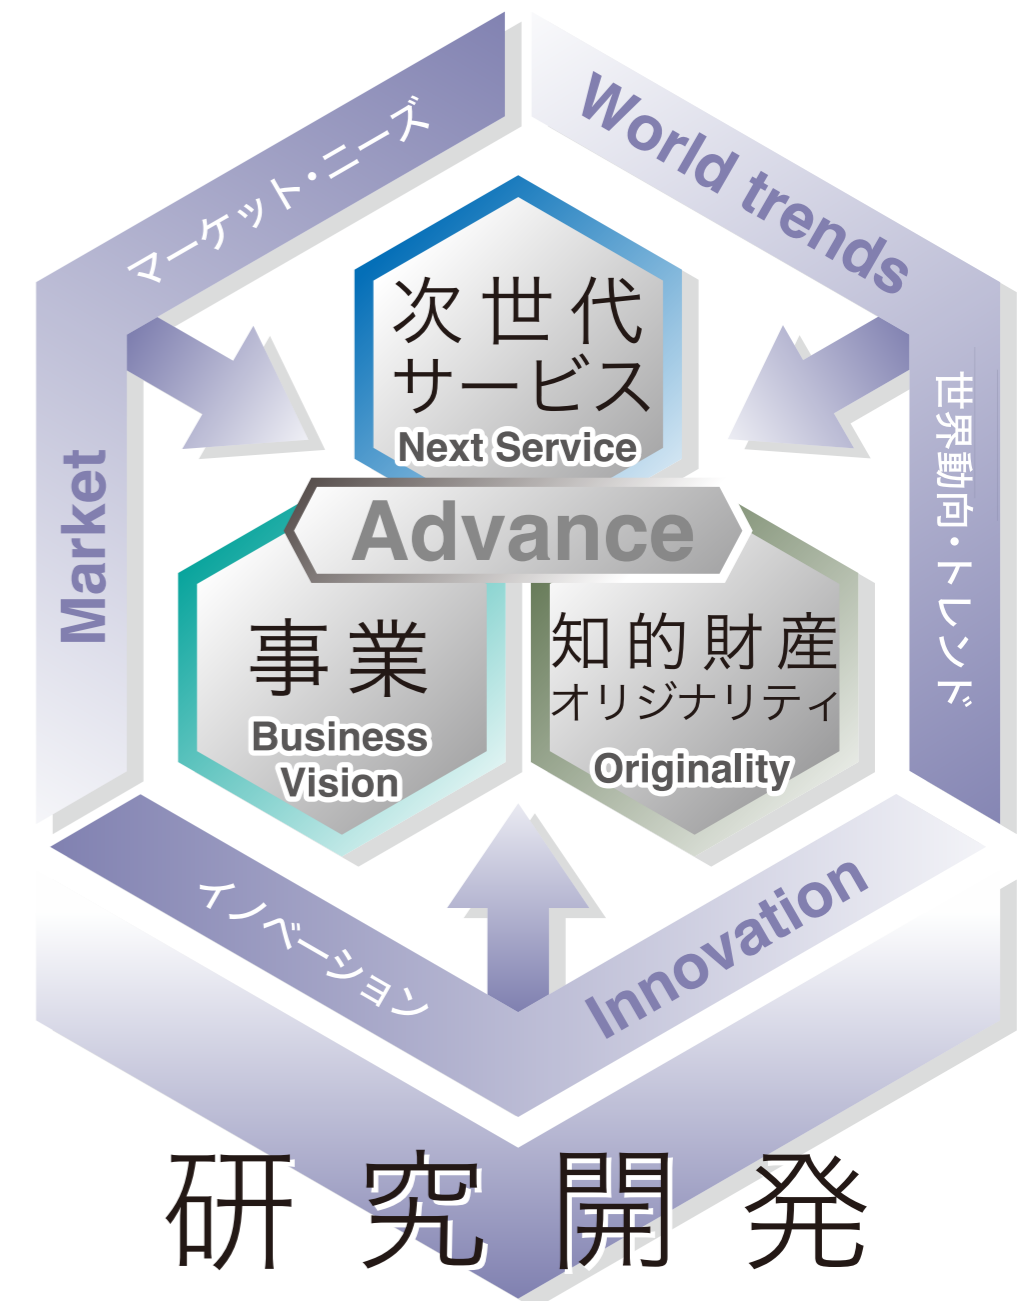 マーケット・ニーズ
Market
World trends
世界動向・トレンド
次世代
サービス
Next Service
Advance
事業
Business
Vision
知的財産
オリジナリティ
Originality
イノベーション
Innovation
研究開発